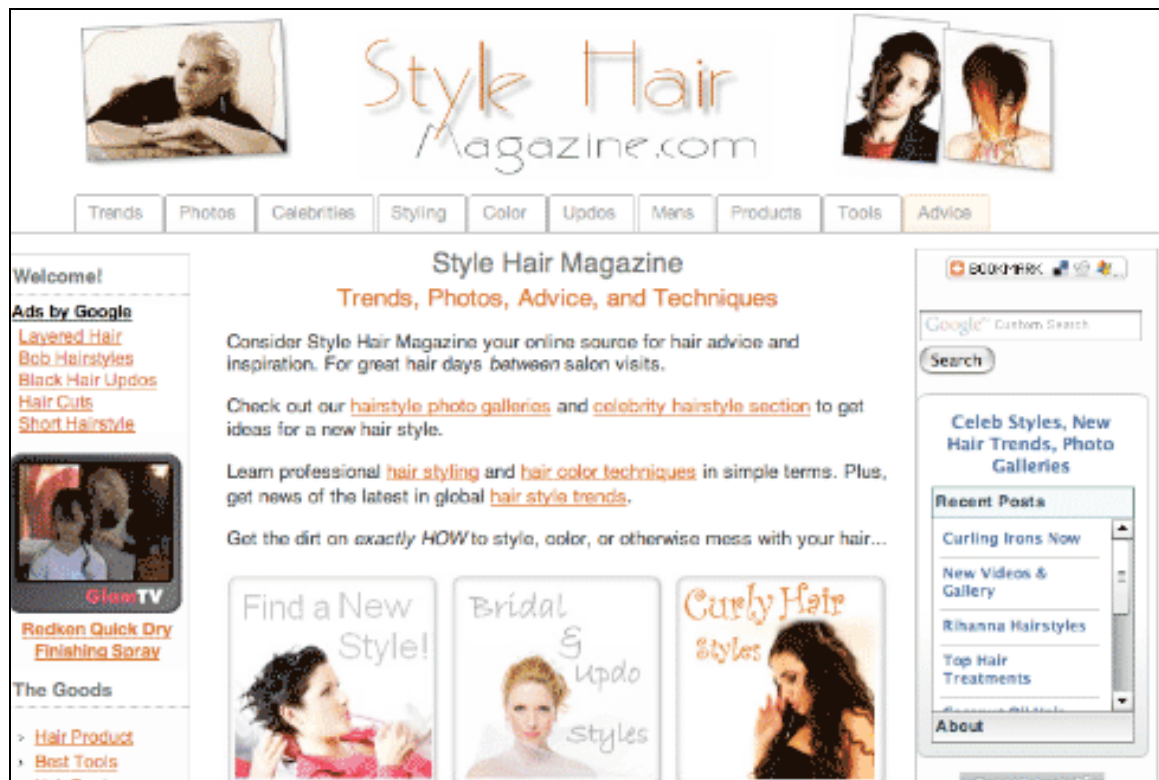 Style Hair
Magazine.com
Trends Photos Celebrities Styling Color Updos Mens Products Tools Advice
Welcome!
Ads by Google
Layered Hair
Bob Hairstyles
Black Hair Updos
Hair Cuts
Short Hairstyle
GlamTV
Redken Quick Dry
Finishing Spray
The Goods
Hair Product
Best Tools
Style Hair Magazine
Trends, Photos, Advice, and Techniques
Consider Style Hair Magazine your online source for hair advice and
inspiration. For great hair days between salon visits.
Check out our hairstyle photo galleries and celebrity hairstyle section to get
ideas for a new hair style.
Learn professional hair styling and hair color techniques in simple terms. Plus,
get news of the latest in global hair style trends.
Get the dirt on exactly HOW to style, color, or otherwise mess with your hair...
Find a New
Style!
Bridal
&
Updo
Styles
Curly Hair
Styles
BOOKMARK
Google Custom Search
Search
Celeb Styles, New
Hair Trends, Photo
Galleries
Recent Posts
Curling Irons Now
New Videos &
Gallery
Rihanna Hairstyles
Top Hair
Treatments
About